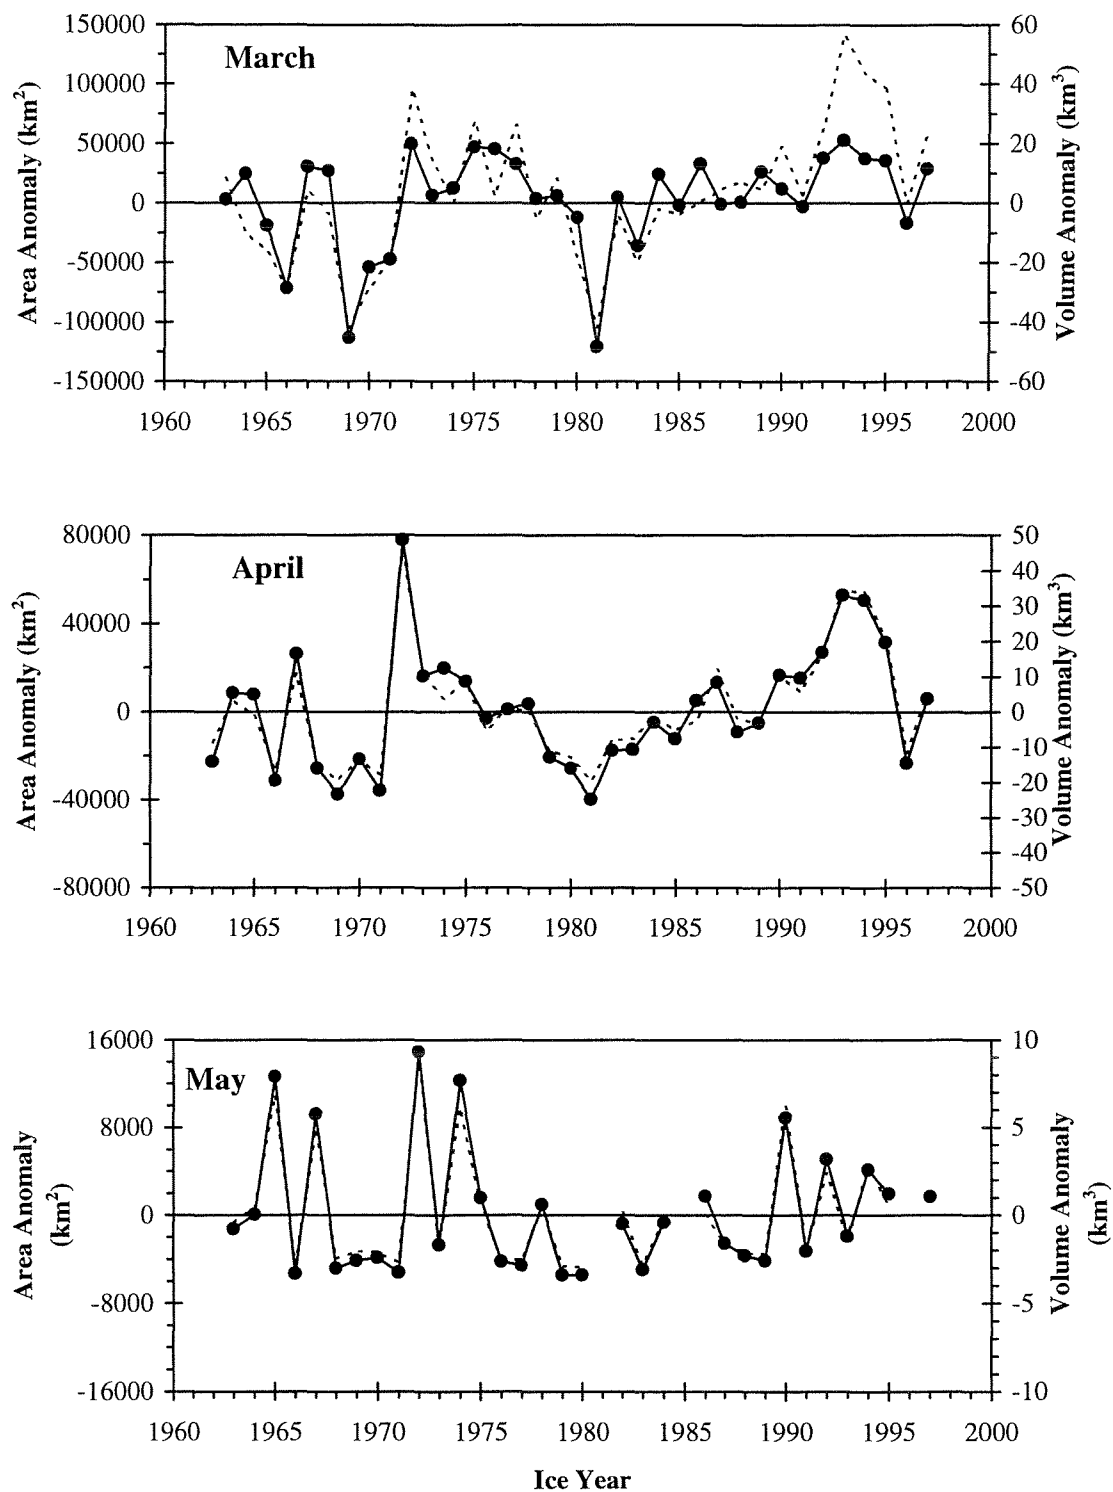 March
Area Anomaly (km²)
150000
100000
50000
0
-50000
-100000
-150000
60
40
20
0
-20
-40
-60
Volume Anomaly (km³)
1960 1965 1970 1975 1980 1985 1990 1995 2000
April
Area Anomaly (km²)
80000
40000
0
-40000
-80000
50
40
30
20
10
0
-10
-20
-30
-40
-50
Volume Anomaly (km³)
1960 1965 1970 1975 1980 1985 1990 1995 2000
May
Area Anomaly
(km²)
16000
8000
0
-8000
-16000
10
5
0
-5
-10
Volume Anomaly
(km³)
1960 1965 1970 1975 1980 1985 1990 1995 2000
Ice Year